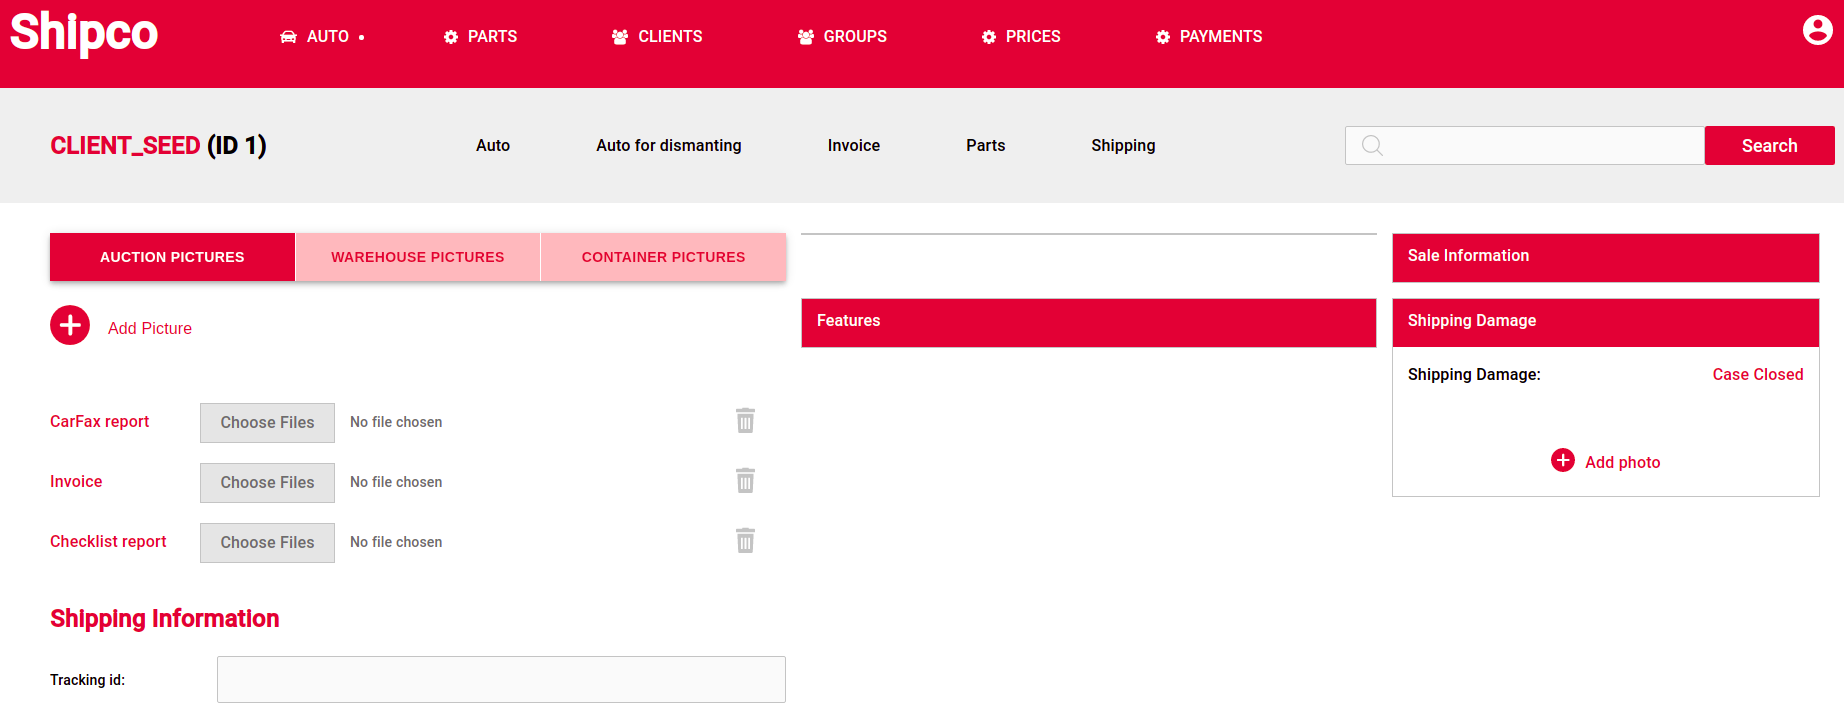 Shipco
AUTO
PARTS
CLIENTS
GROUPS
PRICES
PAYMENTS
CLIENT_SEED (ID 1)
Auto
Auto for dismanting
Invoice
Parts
Shipping
Search
AUCTION PICTURES
WAREHOUSE PICTURES
CONTAINER PICTURES
Add Picture
CarFax report
Choose Files
No file chosen
Invoice
Choose Files
No file chosen
Checklist report
Choose Files
No file chosen
Shipping Information
Tracking id:
Features
Sale Information
Shipping Damage
Shipping Damage:
Case Closed
Add photo